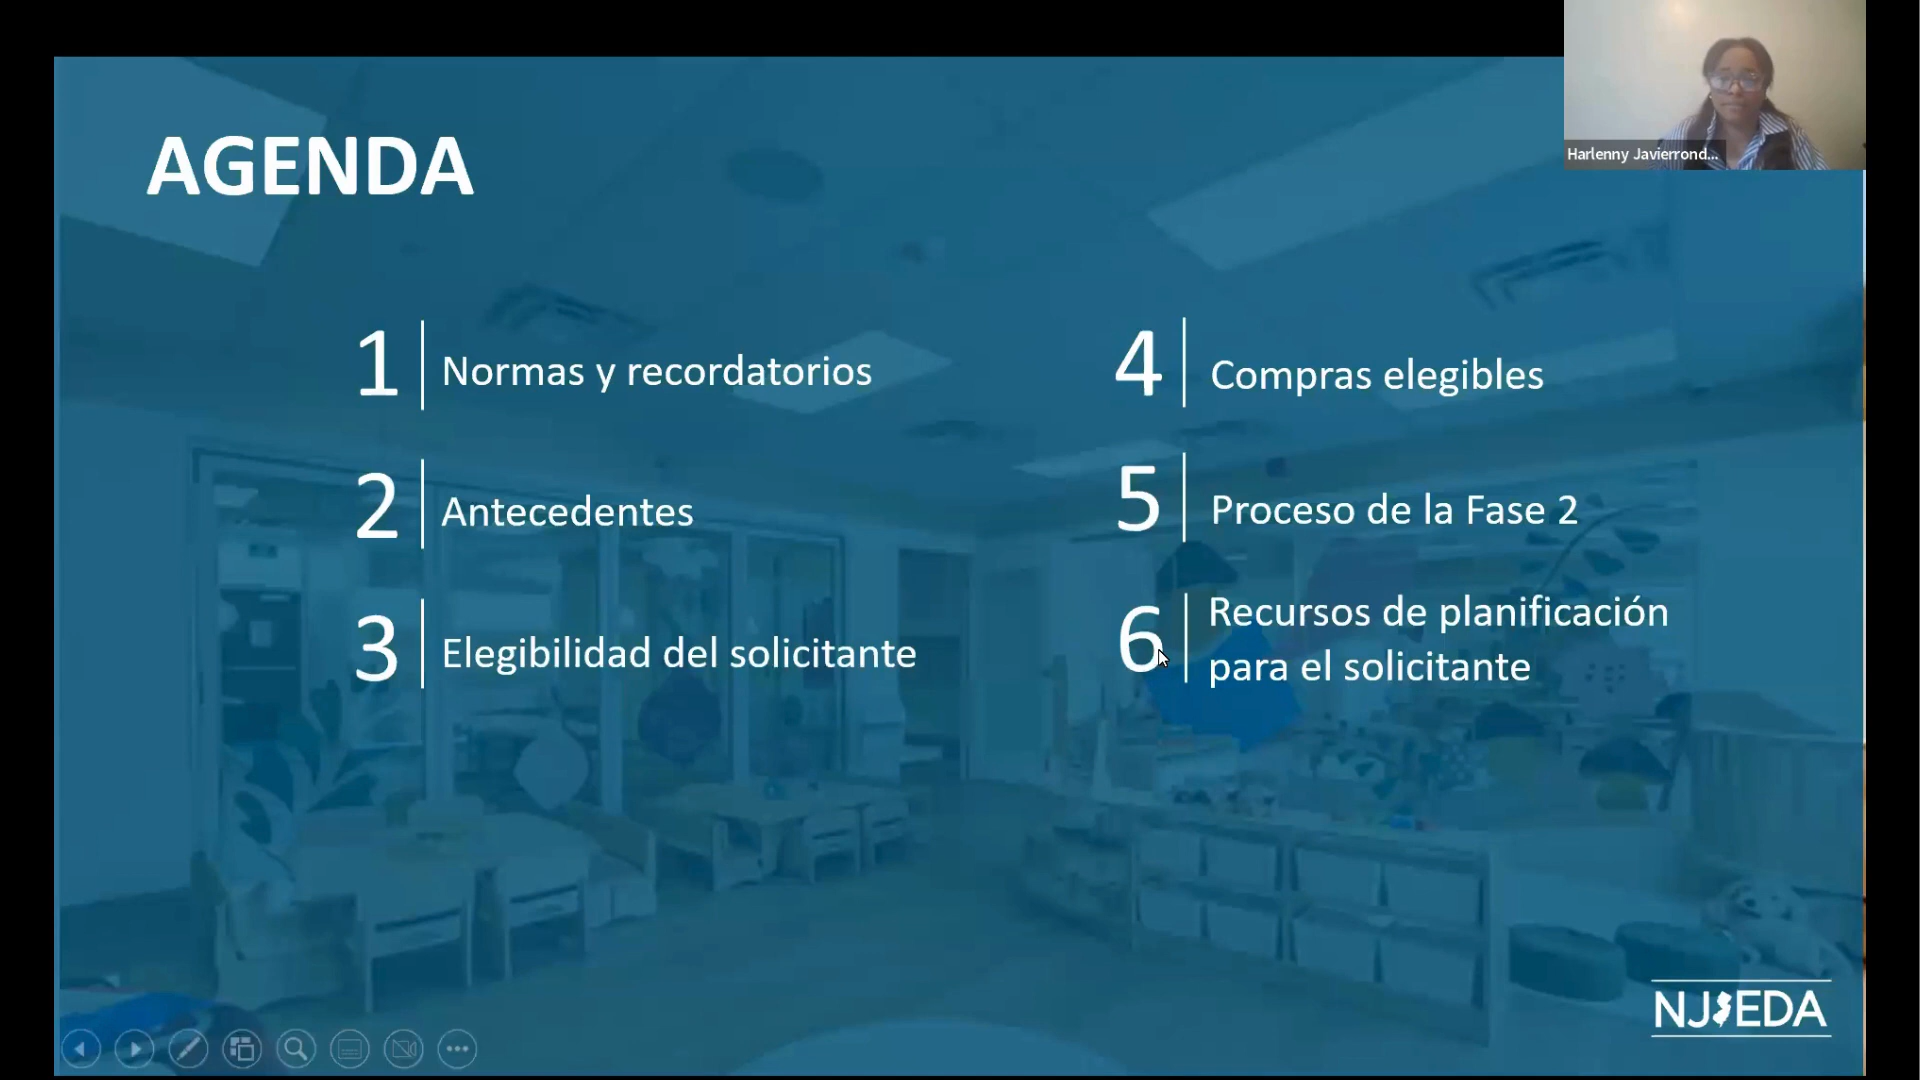 Harlenny Javierrond...
AGENDA
1
Normas y recordatorios
2
Antecedentes
3
Elegibilidad del solicitante
4
Compras elegibles
5
Proceso de la Fase 2
6
Recursos de planificación
para el solicitante
NJEDA